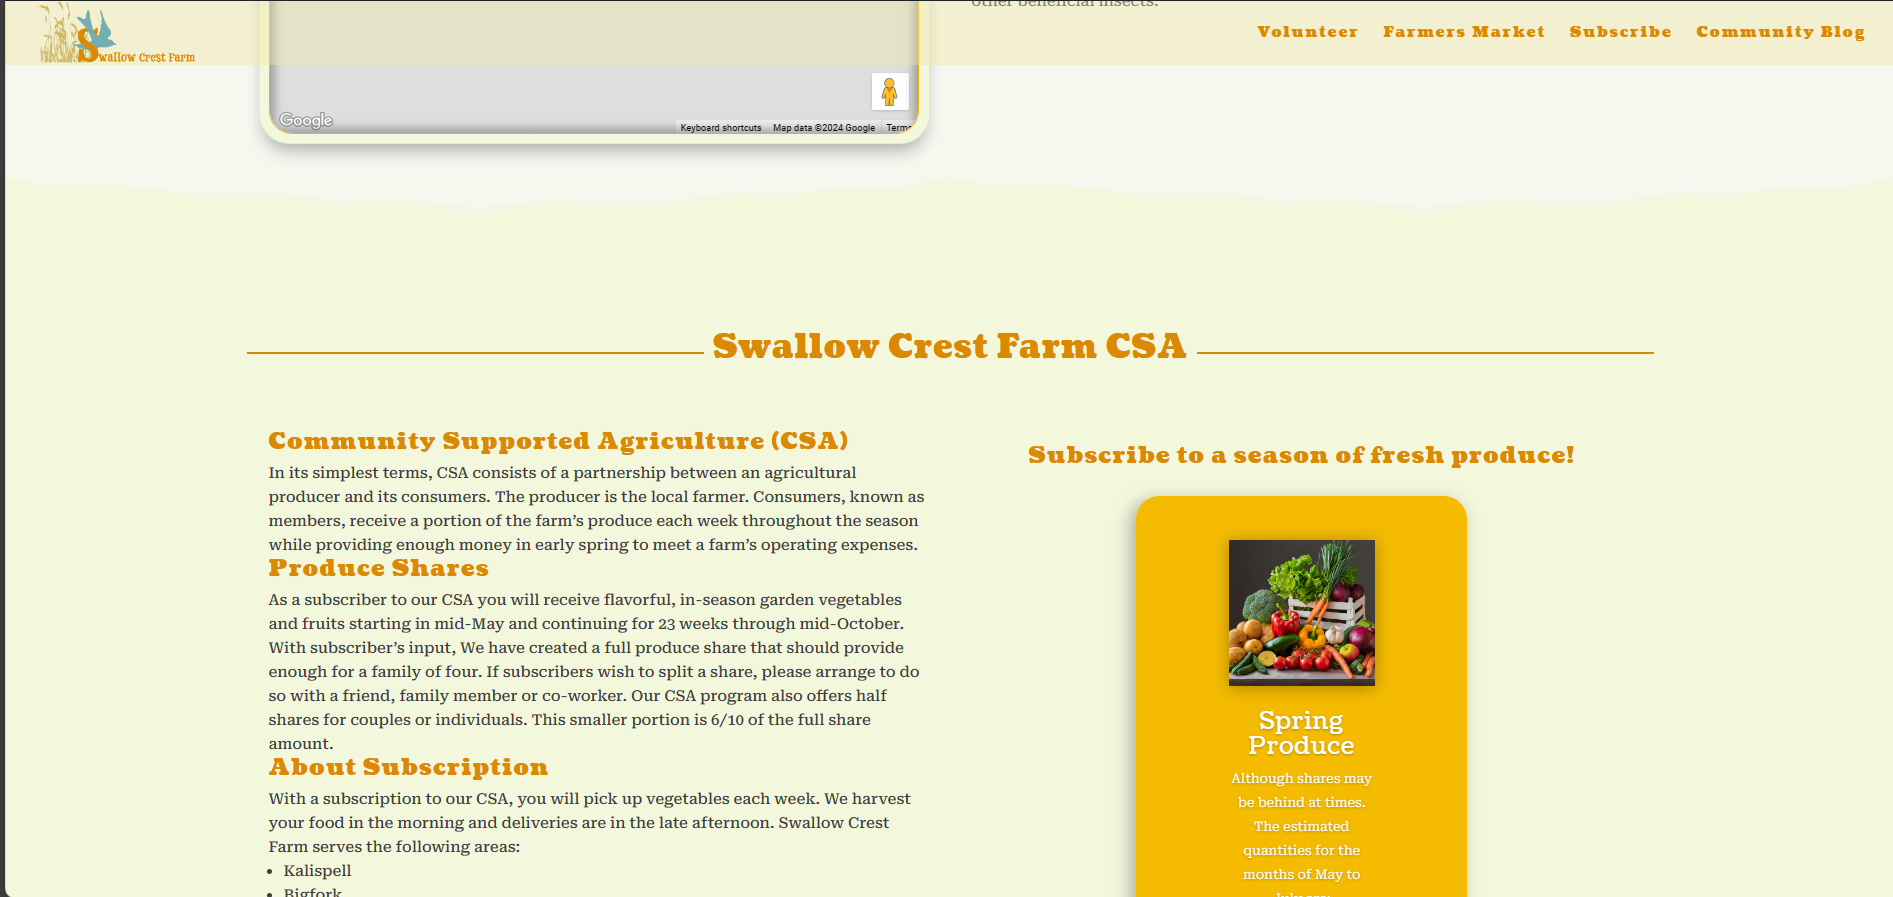 other beneficial insects.
Swallow Crest Farm
Volunteer Farmers Market Subscribe Community Blog
Google
Keyboard shortcuts Map data ©2024 Google Terms
Swallow Crest Farm CSA
Community Supported Agriculture (CSA)
In its simplest terms, CSA consists of a partnership between an agricultural
producer and its consumers. The producer is the local farmer. Consumers, known as
members, receive a portion of the farm’s produce each week throughout the season
while providing enough money in early spring to meet a farm’s operating expenses.
Produce Shares
As a subscriber to our CSA you will receive flavorful, in-season garden vegetables
and fruits starting in mid-May and continuing for 23 weeks through mid-October.
With subscriber’s input, We have created a full produce share that should provide
enough for a family of four. If subscribers wish to split a share, please arrange to do
so with a friend, family member or co-worker. Our CSA program also offers half
shares for couples or individuals. This smaller portion is 6/10 of the full share
amount.
About Subscription
With a subscription to our CSA, you will pick up vegetables each week. We harvest
your food in the morning and deliveries are in the late afternoon. Swallow Crest
Farm serves the following areas:
• Kalispell
• Bigfork
Subscribe to a season of fresh produce!
Spring
Produce
Although shares may
be behind at times.
The estimated
quantities for the
months of May to
July are: